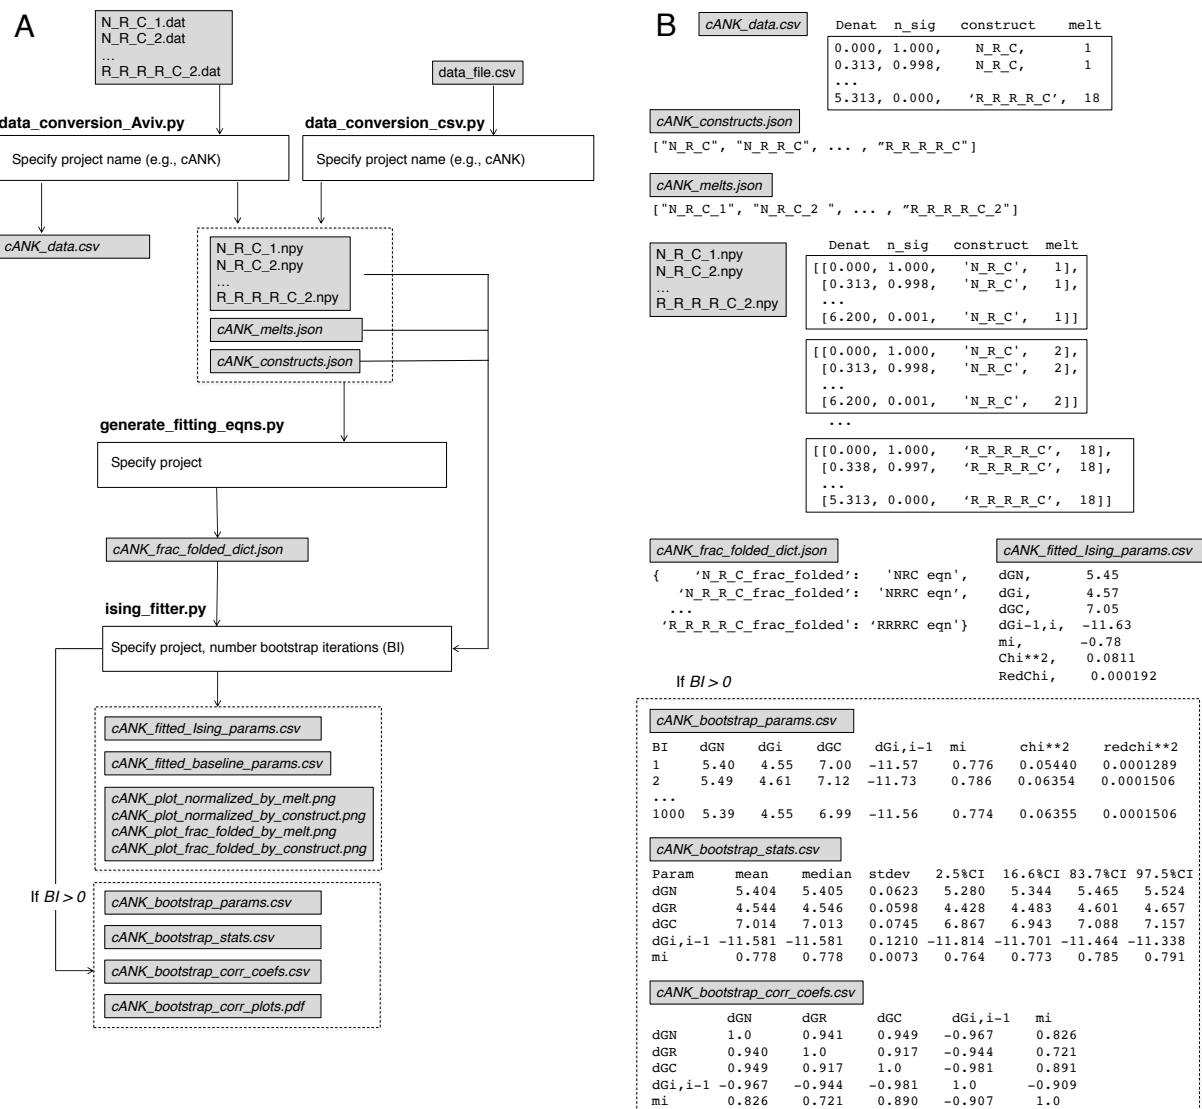 A
N_R_C_1.dat
N_R_C_2.dat
...
R_R_R_R_C_2.dat
data_file.csv
data_conversion_Aviv.py
data_conversion_csv.py
Specify project name (e.g., cANK)
Specify project name (e.g., cANK)
cANK_data.csv
N_R_C_1.npy
N_R_C_2.npy
...
R_R_R_R_C_2.npy
cANK_melts.json
cANK_constructs.json
generate_fitting_eqns.py
Specify project
cANK_frac_folded_dict.json
ising_fitter.py
Specify project, number bootstrap iterations (BI)
cANK_fitted_Ising_params.csv
cANK_fitted_baseline_params.csv
cANK_plot_normalized_by_melt.png
cANK_plot_normalized_by_construct.png
cANK_plot_frac_folded_by_melt.png
cANK_plot_frac_folded_by_construct.png
If BI > 0
cANK_bootstrap_params.csv
cANK_bootstrap_stats.csv
cANK_bootstrap_corr_coefs.csv
cANK_bootstrap_corr_plots.pdf
B
cANK_data.csv
Denat n_sig construct melt
0.000, 1.000, N_R_C, 1
0.313, 0.998, N_R_C, 1
...
5.313, 0.000, ‘R_R_R_R_C’, 18
cANK_constructs.json
["N_R_C", "N_R_R_C", ... , ”R_R_R_R_C"]
cANK_melts.json
["N_R_C_1", "N_R_C_2 ", ... , ”R_R_R_R_C_2"]
N_R_C_1.npy
N_R_C_2.npy
...
R_R_R_R_C_2.npy
Denat n_sig construct melt
[[0.000, 1.000, 'N_R_C', 1],
[0.313, 0.998, 'N_R_C', 1],
...
[6.200, 0.001, 'N_R_C', 1]]
[[0.000, 1.000, 'N_R_C', 2],
[0.313, 0.998, 'N_R_C', 2],
...
[6.200, 0.001, 'N_R_C', 2]]
...
[[0.000, 1.000, ‘R_R_R_R_C’, 18],
[0.338, 0.997, ‘R_R_R_R_C’, 18],
...
[5.313, 0.000, ‘R_R_R_R_C’, 18]]
cANK_frac_folded_dict.json
{ ‘N_R_C_frac_folded’: 'NRC eqn',
‘N_R_R_C_frac_folded’: 'NRRC eqn’,
...
‘R_R_R_R_C_frac_folded': ‘RRRRC eqn'}
cANK_fitted_Ising_params.csv
dGN, 5.45
dGi, 4.57
dGC, 7.05
dGi-1,i, -11.63
mi, -0.78
Chi**2, 0.0811
RedChi, 0.000192
If BI > 0
cANK_bootstrap_params.csv
BI dGN dGi dGC dGi,i-1 mi chi**2 redchi**2
1 5.40 4.55 7.00 -11.57 0.776 0.05440 0.0001289
2 5.49 4.61 7.12 -11.73 0.786 0.06354 0.0001506
...
1000 5.39 4.55 6.99 -11.56 0.774 0.06355 0.0001506
cANK_bootstrap_stats.csv
Param mean median stdev 2.5%CI 16.6%CI 83.7%CI 97.5%CI
dGN 5.404 5.405 0.0623 5.280 5.344 5.465 5.524
dGR 4.544 4.546 0.0598 4.428 4.483 4.601 4.657
dGC 7.014 7.013 0.0745 6.867 6.943 7.088 7.157
dGi,i-1 -11.581 -11.581 0.1210 -11.814 -11.701 -11.464 -11.338
mi 0.778 0.778 0.0073 0.764 0.773 0.785 0.791
cANK_bootstrap_corr_coefs.csv
dGN dGR dGC dGi,i-1 mi
dGN 1.0 0.941 0.949 -0.967 0.826
dGR 0.940 1.0 0.917 -0.944 0.721
dGC 0.949 0.917 1.0 -0.981 0.891
dGi,i-1 -0.967 -0.944 -0.981 1.0 -0.909
mi 0.826 0.721 0.890 -0.907 1.0